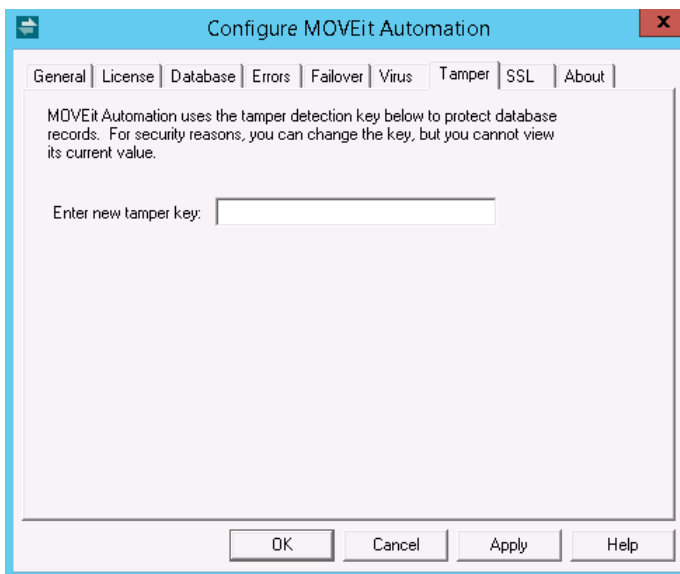 Configure MOVEit Automation
x
General License Database Errors Failover Virus Tamper SSL About
MOVEit Automation uses the tamper detection key below to protect database
records. For security reasons, you can change the key, but you cannot view
its current value.
Enter new tamper key:
OK Cancel Apply Help